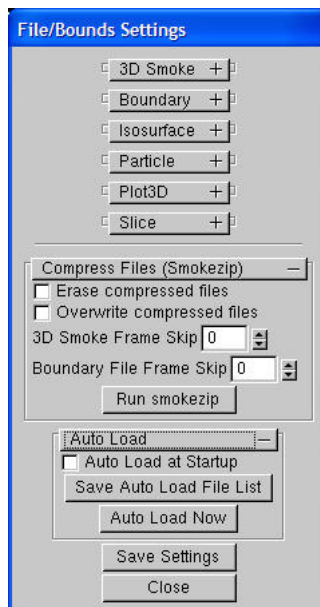 File/Bounds Settings
3D Smoke +
Boundary +
Isosurface +
Particle +
Plot3D +
Slice +
Compress Files (Smokezip) –
Erase compressed files
Overwrite compressed files
3D Smoke Frame Skip 0
Boundary File Frame Skip 0
Run smokezip
Auto Load –
Auto Load at Startup
Save Auto Load File List
Auto Load Now
Save Settings
Close